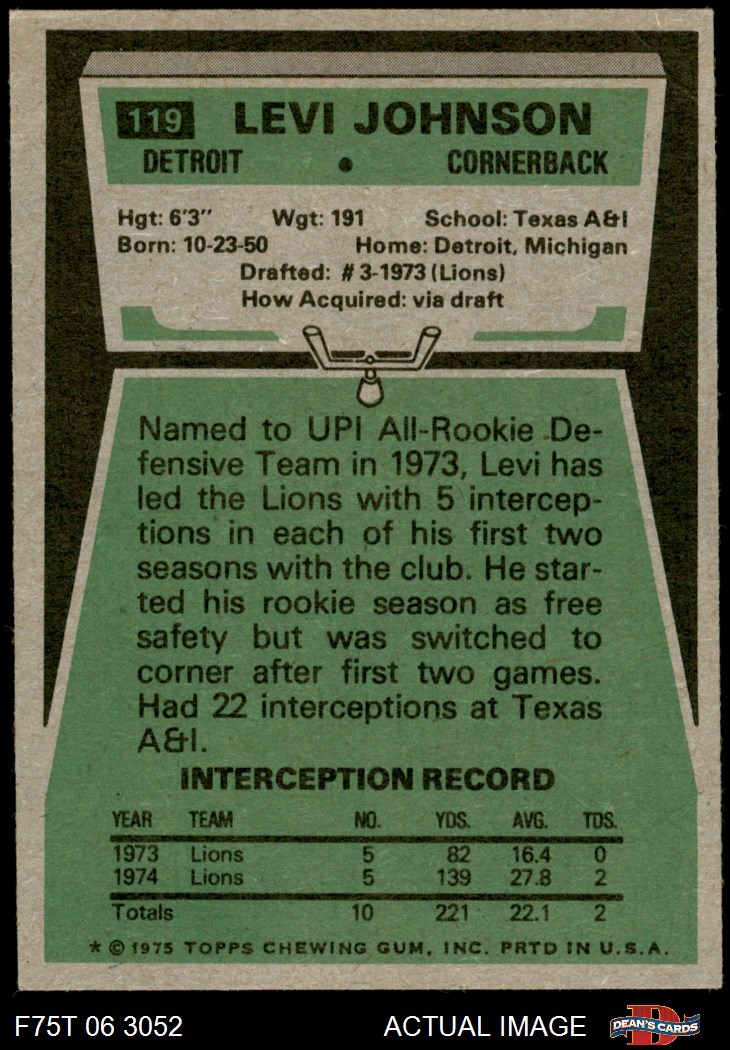 119 LEVI JOHNSON
DETROIT • CORNERBACK
Hgt: 6'3" Wgt: 191 School: Texas A&I
Born: 10-23-50 Home: Detroit, Michigan
Drafted: #3-1973 (Lions)
How Acquired: via draft
Named to UPI All-Rookie De-
fensive Team in 1973, Levi has
led the Lions with 5 intercep-
tions in each of his first two
seasons with the club. He star-
ted his rookie season as free
safety but was switched to
corner after first two games.
Had 22 interceptions at Texas
A&I.
INTERCEPTION RECORD
YEAR TEAM NO. YDS. AVG. TDS.
1973 Lions 5 82 16.4 0
1974 Lions 5 139 27.8 2
Totals 10 221 22.1 2
* © 1975 TOPPS CHEWING GUM, INC. PRTD IN U.S.A.
F75T 06 3052 ACTUAL IMAGE D DEAN'S CARDS